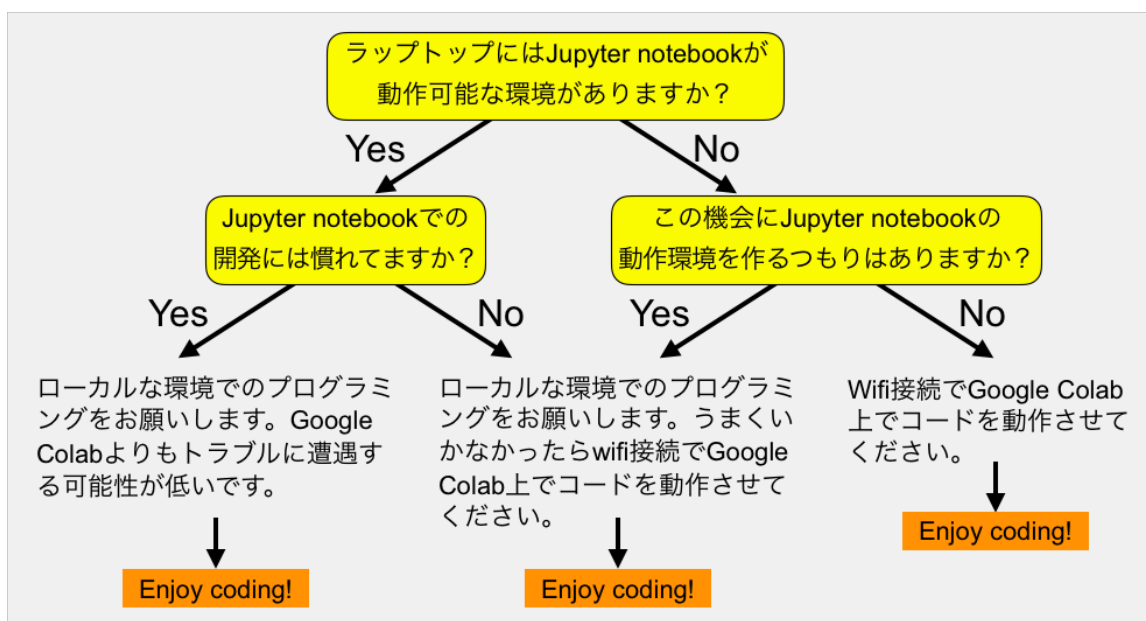 ラップトップにはJupyter notebookが
動作可能な環境がありますか？
Yes
No
Jupyter notebookでの
開発には慣れてますか？
この機会にJupyter notebookの
動作環境を作るつもりはありますか？
Yes
No
Yes
No
ローカルな環境でのプログラミ
ングをお願いします。Google
Colabよりもトラブルに遭遇す
る可能性が低いです。
ローカルな環境でのプログラミ
ングをお願いします。うまくい
かなかったらwifi接続でGoogle
Colab上でコードを動作させて
ください。
Wifi接続でGoogle Colab
上でコードを動作させて
ください。
Enjoy coding!
Enjoy coding!
Enjoy coding!